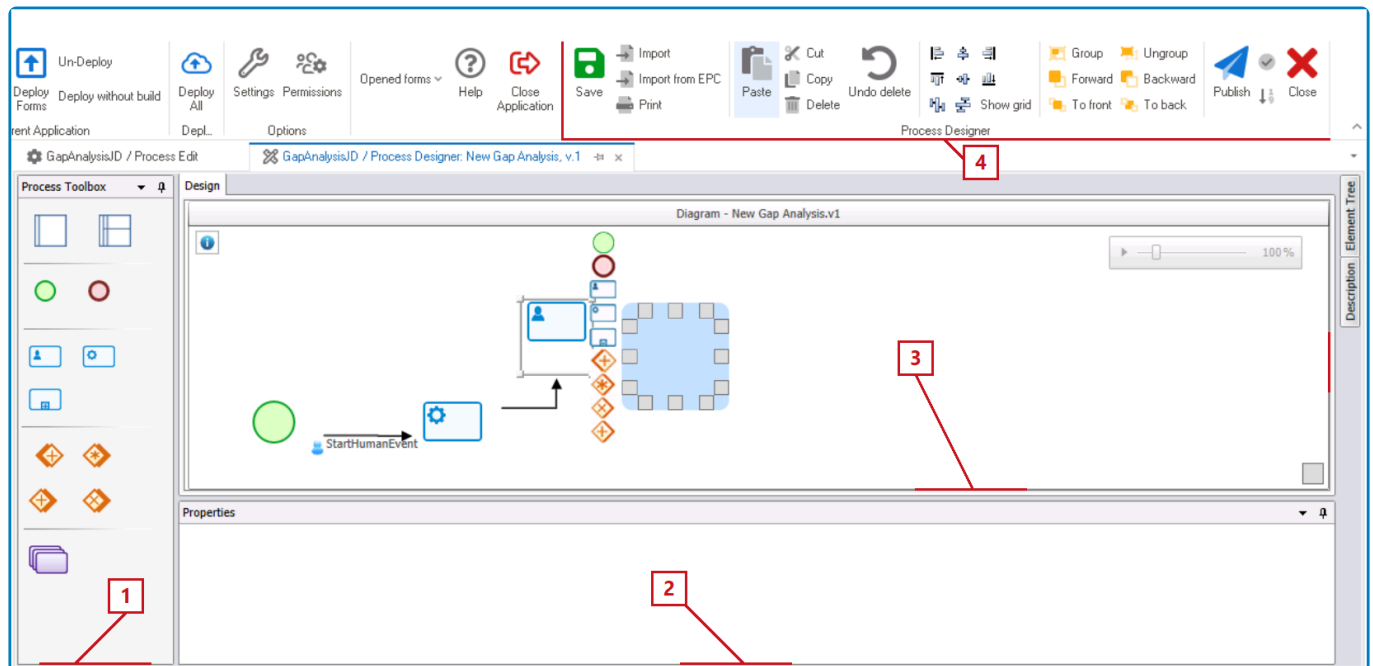 Un-Deploy
Deploy Forms
Deploy without build
rent Application
Deploy All
Depl...
Settings
Permissions
Options
Opened forms
Help
Close Application
Save
Import
Import from EPC
Print
Paste
Cut
Copy
Delete
Undo delete
Show grid
Group
Ungroup
Forward
Backward
To front
To back
Publish
Close
Process Designer
4
GapAnalysisJD / Process Edit
GapAnalysisJD / Process Designer: New Gap Analysis, v.1
Process Toolbox
Design
Diagram - New Gap Analysis.v1
100%
Element Tree
Description
StartHumanEvent
3
Properties
1
2